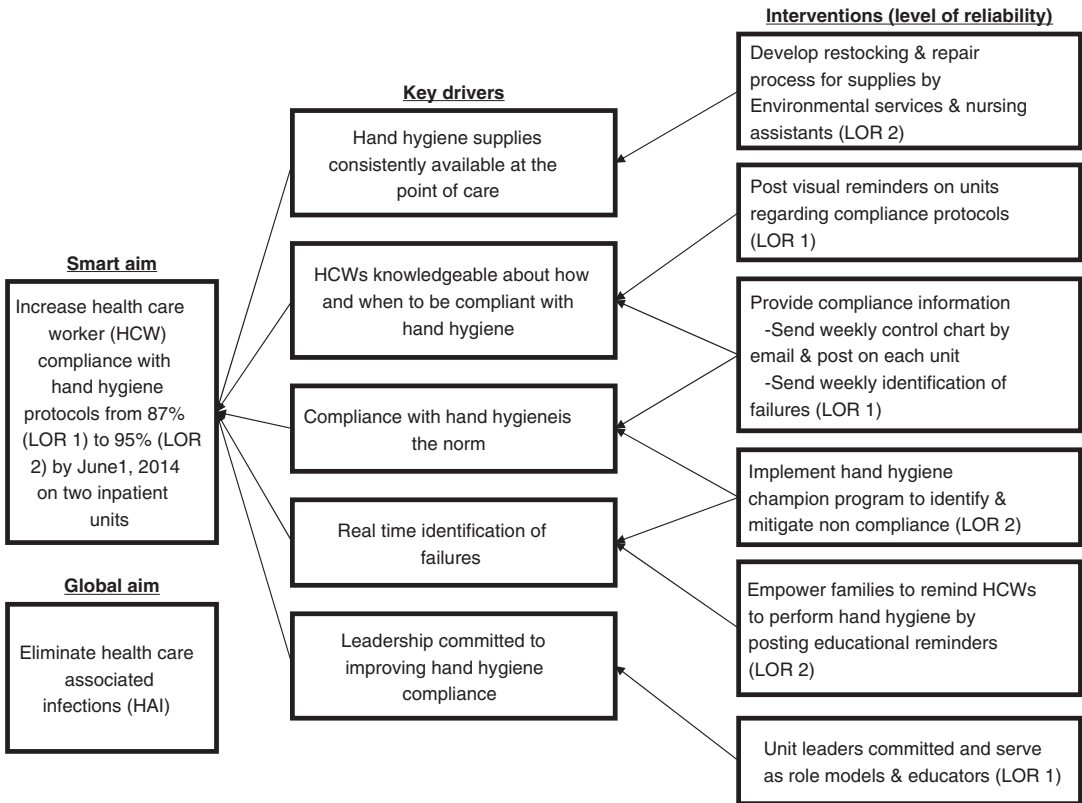 Smart aim
Increase health care
worker (HCW)
compliance with
hand hygiene
protocols from 87%
(LOR 1) to 95% (LOR
2) by June1, 2014
on two inpatient
units
Global aim
Eliminate health care
associated
infections (HAI)
Key drivers
Hand hygiene supplies
consistently available at the
point of care
HCWs knowledgeable about how
and when to be compliant with
hand hygiene
Compliance with hand hygieneis
the norm
Real time identification of
failures
Leadership committed to
improving hand hygiene
compliance
Interventions (level of reliability)
Develop restocking & repair
process for supplies by
Environmental services & nursing
assistants (LOR 2)
Post visual reminders on units
regarding compliance protocols
(LOR 1)
Provide compliance information
-Send weekly control chart by
email & post on each unit
-Send weekly identification of
failures (LOR 1)
Implement hand hygiene
champion program to identify &
mitigate non compliance (LOR 2)
Empower families to remind HCWs
to perform hand hygiene by
posting educational reminders
(LOR 2)
Unit leaders committed and serve
as role models & educators (LOR 1)